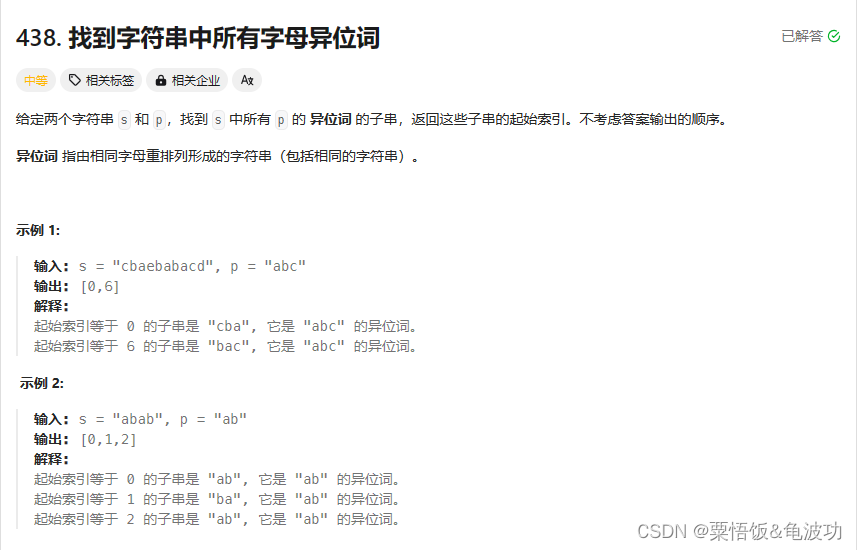 438. 找到字符串中所有字母异位词
已解答
中等 相关标签 相关企业
给定两个字符串 s 和 p，找到 s 中所有 p 的 异位词 的子串，返回这些子串的起始索引。不考虑答案输出的顺序。
异位词 指由相同字母重排列形成的字符串（包括相同的字符串）。
示例 1:
输入: s = "cbaebabacd", p = "abc"
输出: [0,6]
解释:
起始索引等于 0 的子串是 "cba", 它是 "abc" 的异位词。
起始索引等于 6 的子串是 "bac", 它是 "abc" 的异位词。
示例 2:
输入: s = "abab", p = "ab"
输出: [0,1,2]
解释:
起始索引等于 0 的子串是 "ab", 它是 "ab" 的异位词。
起始索引等于 1 的子串是 "ba", 它是 "ab" 的异位词。
起始索引等于 2 的子串是 "ab", 它是 "ab" 的异位词。
CSDN @粟悟饭&龟波功